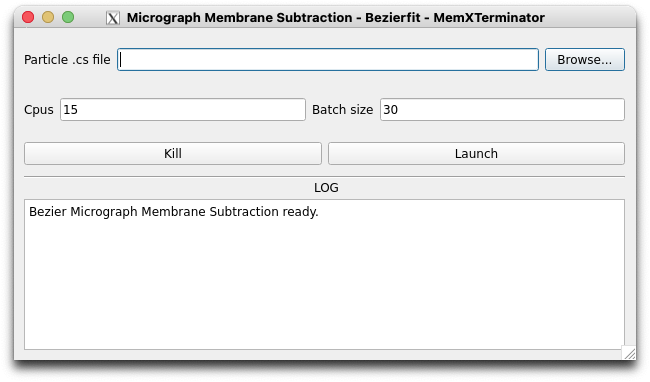 Micrograph Membrane Subtraction - Bezierfit - MemXTerminator
Particle .cs file Browse...
Cpus 15 Batch size 30
Kill Launch
LOG
Bezier Micrograph Membrane Subtraction ready.